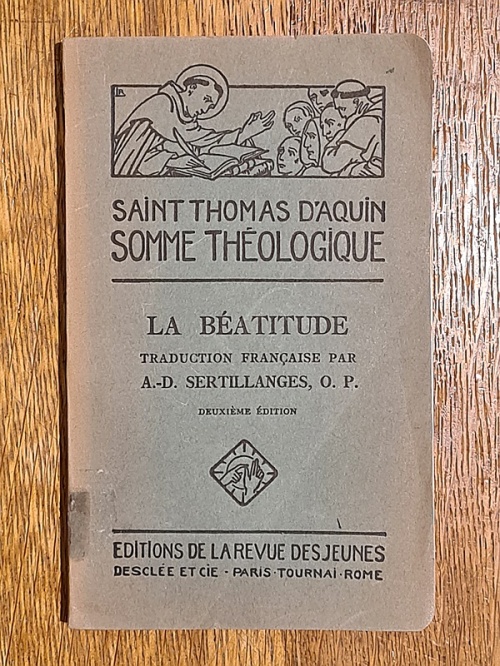 SAINT THOMAS D'AQUIN
SOMME THÉOLOGIQUE
LA BÉATITUDE
TRADUCTION FRANÇAISE PAR
A.-D. SERTILLANGES, O. P.
DEUXIÈME ÉDITION
EDITIONS DE LA REVUE DES JEUNES
DESCLÉE ET CIE - PARIS · TOURNAI · ROME